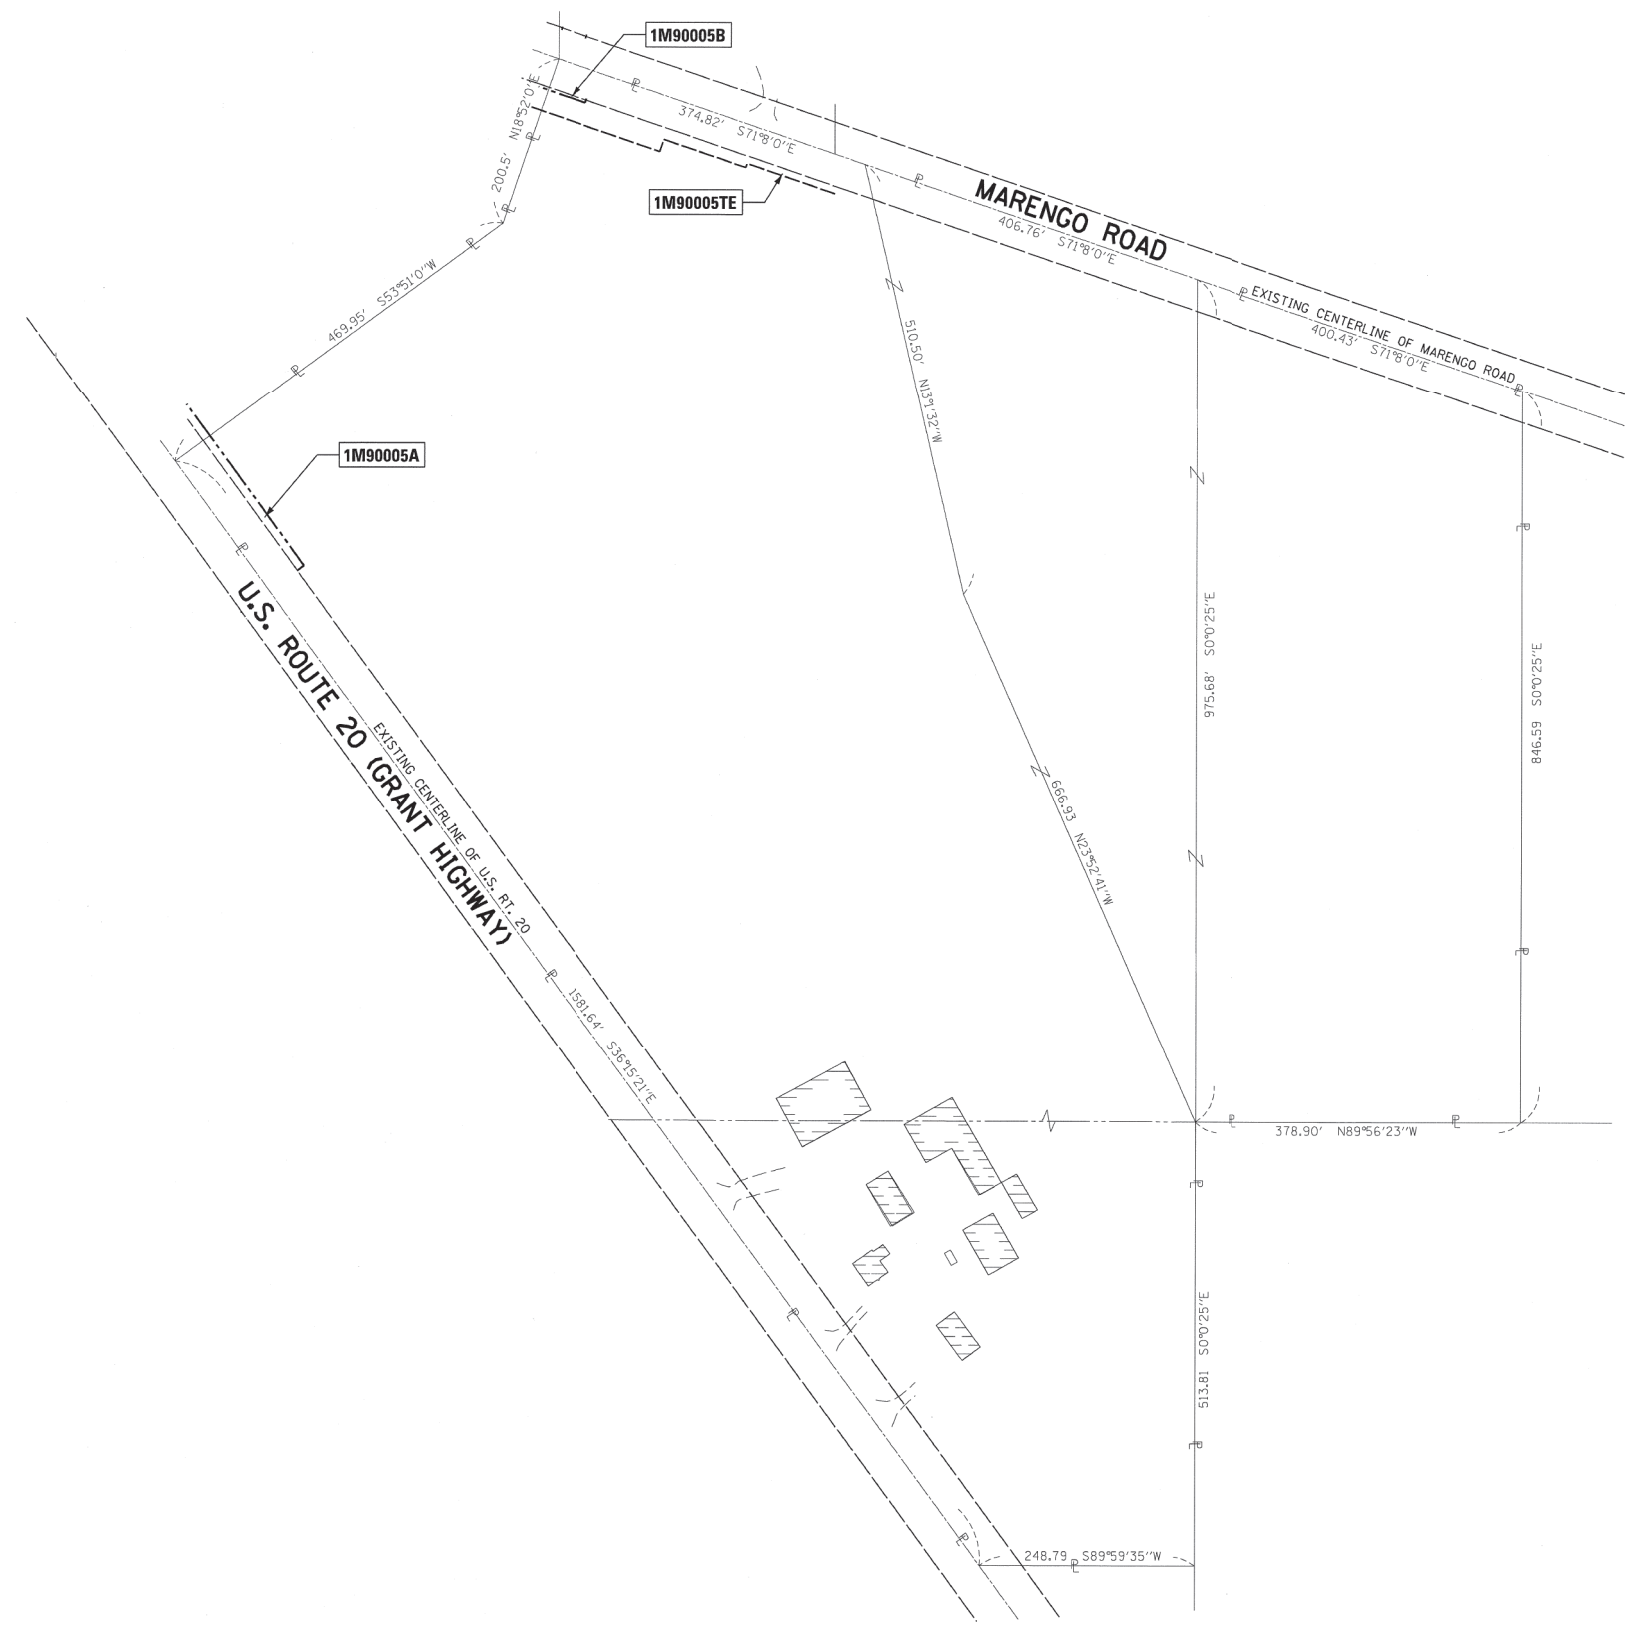 1M90005B
200.5' N18°52'0"E
374.82' S71°8'0"E
1M90005TE
MARENGO ROAD
406.76' S71°8'0"E
EXISTING CENTERLINE OF MARENGO ROAD
400.43' S71°8'0"E
469.95' S53°51'0"W
510.50' N13°1'32"W
1M90005A
U.S. ROUTE 20 (GRANT HIGHWAY)
EXISTING CENTERLINE OF U.S. RT. 20
975.68' S0°0'25"E
846.59 S0°0'25"E
666.93 N23°52'41"W
1581.64' S36°15'21"E
378.90' N89°56'23"W
513.81 S0°0'25"E
248.79 S89°59'35"W